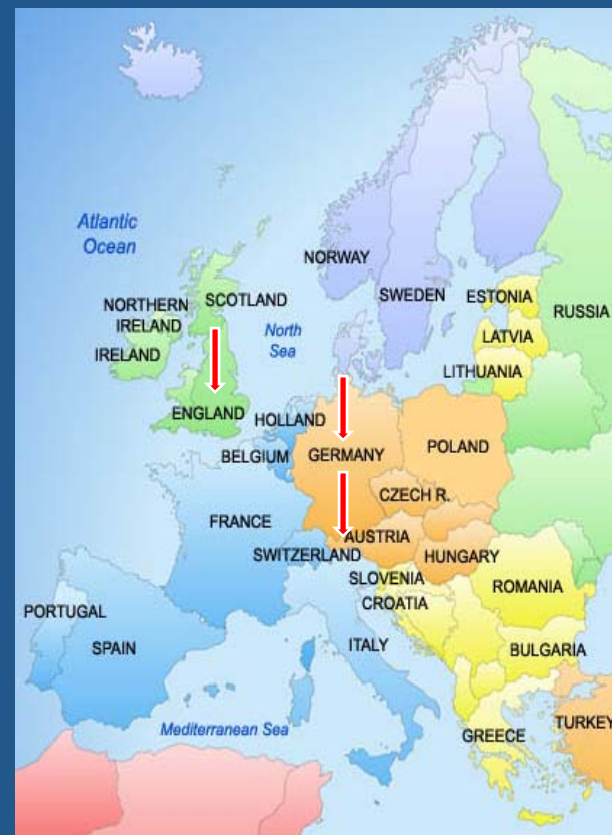 Atlantic
Ocean
NORWAY
SWEDEN
ESTONIA
RUSSIA
NORTHERN
IRELAND
SCOTLAND
North
Sea
LATVIA
IRELAND
LITHUANIA
ENGLAND
HOLLAND
BELGIUM
GERMANY
POLAND
CZECH R.
FRANCE
AUSTRIA
SWITZERLAND
HUNGARY
SLOVENIA
ROMANIA
CROATIA
PORTUGAL
SPAIN
ITALY
BULGARIA
Mediterranean Sea
GREECE
TURKEY